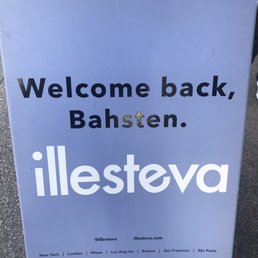 Welcome back,
Bahsten.
illesteva
@illesteva illesteva.com
New York | London | Miami | Los Angeles | Boston | San Francisco | São Paulo